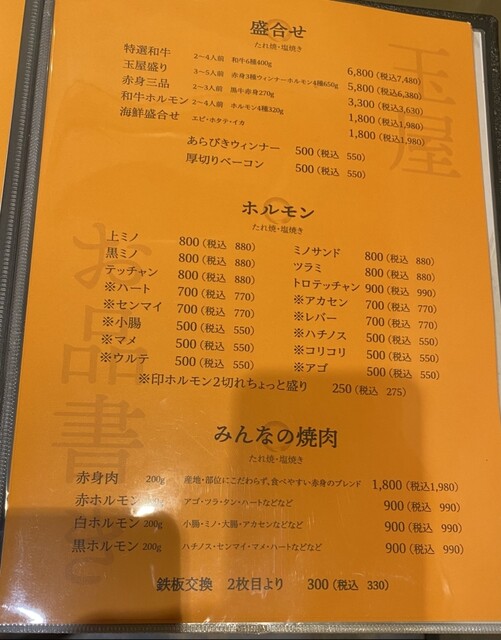 盛合せ
たれ焼・塩焼き
特選和牛 2〜4人前 和牛6種400g 6,800(税込7,480)
玉屋盛り 3〜5人前 赤身3種ウィンナーホルモン4種650g 5,800(税込6,380)
赤身三品 2〜3人前 黒牛赤身270g 3,300(税込3,630)
和牛ホルモン 2〜4人前 ホルモン4種320g 1,800(税込1,980)
海鮮盛合せ エビ・ホタテ・イカ 1,800(税込1,980)
あらびきウィンナー 500(税込 550)
厚切りベーコン 500(税込 550)
玉屋
ホルモン
たれ焼・塩焼き
上ミノ 800(税込 880)
黒ミノ 800(税込 880)
テッチャン 800(税込 880)
※ハート 700(税込 770)
※センマイ 700(税込 770)
※小腸 500(税込 550)
※マメ 500(税込 550)
※ウルテ 500(税込 550)
ミノサンド 800(税込 880)
ツラミ 800(税込 880)
トロテッチャン 900(税込 990)
※アカセン 700(税込 770)
※レバー 700(税込 770)
※ハチノス 500(税込 550)
※コリコリ 500(税込 550)
※アゴ 500(税込 550)
※印ホルモン2切れちょっと盛り 250(税込 275)
お品書き
みんなの焼肉
たれ焼・塩焼き
赤身肉 200g 産地・部位にこだわらず、食べやすい赤身のブレンド 1,800(税込1,980)
赤ホルモン アゴ・ツラ・タン・ハートなどなど 900(税込 990)
白ホルモン 200g 小腸・ミノ・大腸・アカセンなどなど 900(税込 990)
黒ホルモン 200g ハチノス・センマイ・マメ・ハートなどなど 900(税込 990)
鉄板交換 2枚目より 300(税込 330)